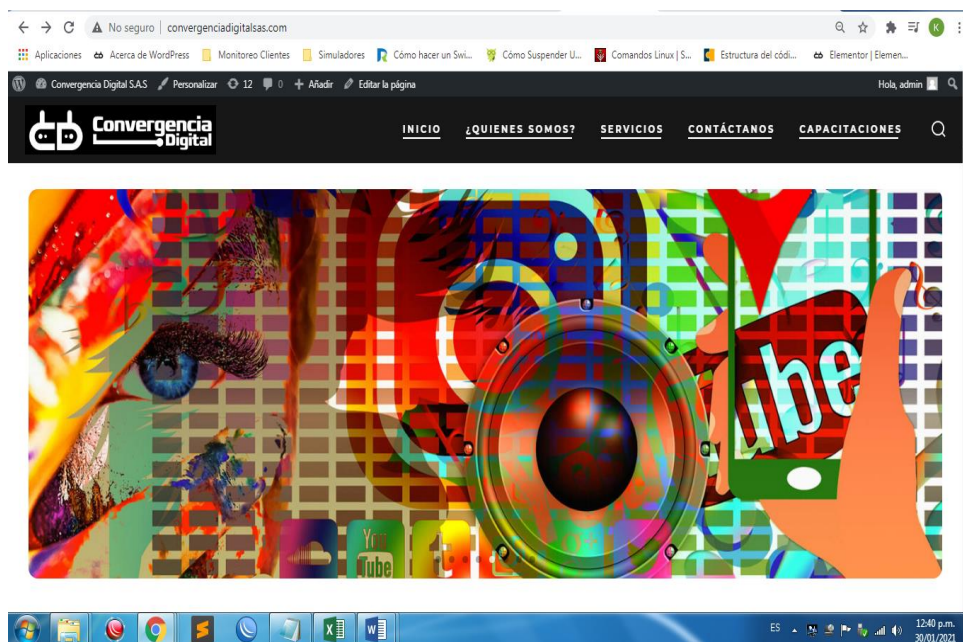 No seguro | convergenciadigitalsas.com
K
Aplicaciones Acerca de WordPress Monitoreo Clientes Simuladores Cómo hacer un Swi... Cómo Suspender U... Comandos Linux | S... Estructura del códi... Elementor | Elemen...
Convergencia Digital S.A.S Personalizar 12 0 Añadir Editar la página Hola, admin
Convergencia
Digital
INICIO ¿QUIENES SOMOS? SERVICIOS CONTÁCTANOS CAPACITACIONES
ube
You
Tube
ES
12:40 p.m.
30/01/2021